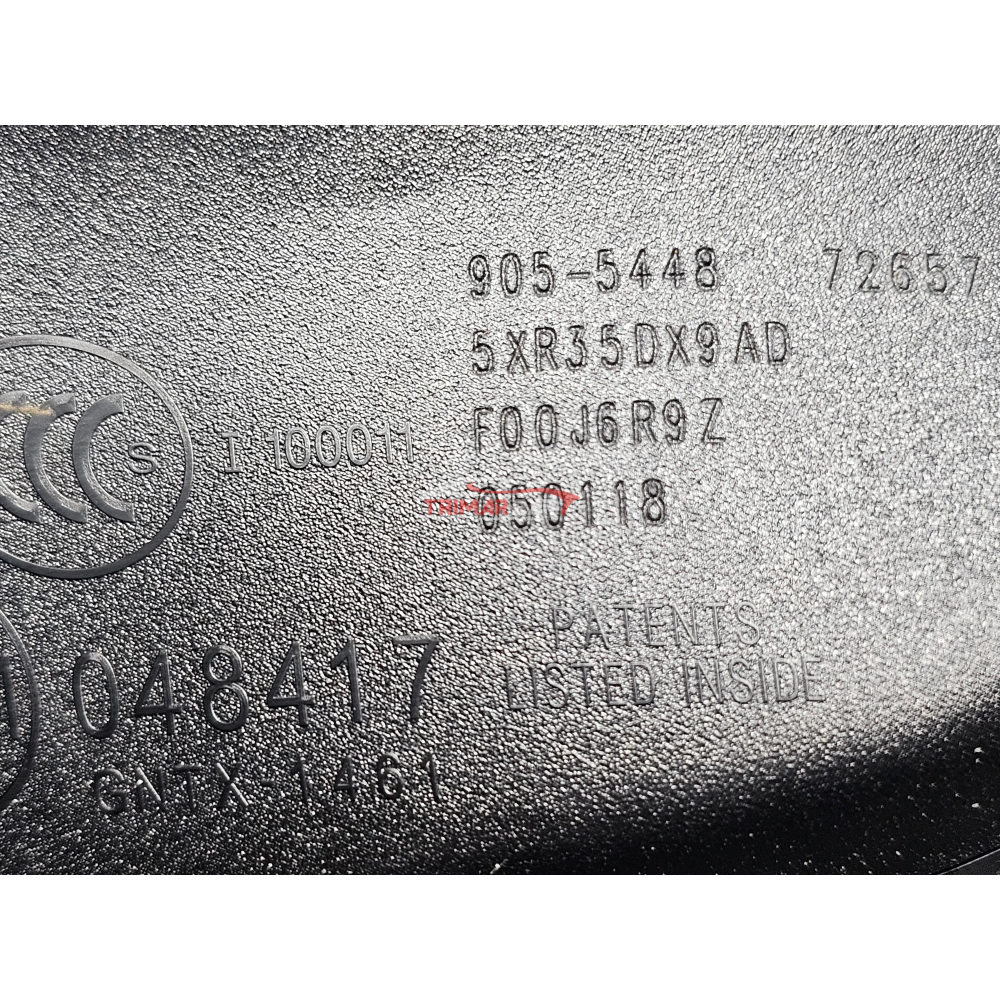 905-5448 72657
5XR35DX9AD
F00J6R9Z
CCC S I 100011
TRIMAR
050118
PATENTS
048417 LISTED INSIDE
GNTX-1461